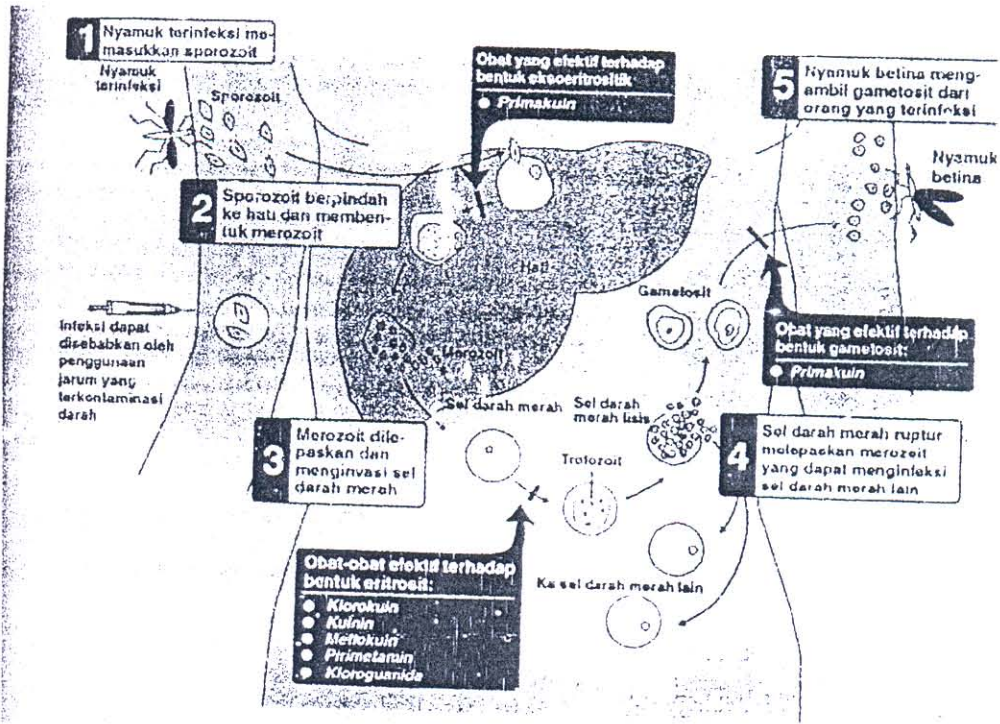 1
Nyamuk terinfeksi me-
masukkan sporozoit
Nyamuk
terinfeksi
Sporozoit
Obat yang efektif terhadap
bentuk eksoeritrositik
Primakuin
5
Nyamuk betina meng-
ambil gametosit dari
orang yang terinfeksi
Nyamuk
betina
2
Sporozoit berpindah
ke hati dan memben-
tuk merozoit
Hati
Infeksi dapat
disebabkan oleh
penggunaan
jarum yang
terkontaminasi
darah
Merozoit
Gametosit
Obat yang efektif terhadap
bentuk gametosit:
Primakuin
Sel darah merah
Sel darah
merah lisis
3
Merozoit dile-
paskan dan
menginvasi sel
darah merah
Trofozoit
4
Sel darah merah ruptur
melepaskan merozoit
yang dapat menginfeksi
sel darah merah lain
Obat-obat efektif terhadap
bentuk eritrosit:
Klorokuin
Kuinin
Meflokuin
Pirimetamin
Kloroguanida
Ke sel darah merah lain